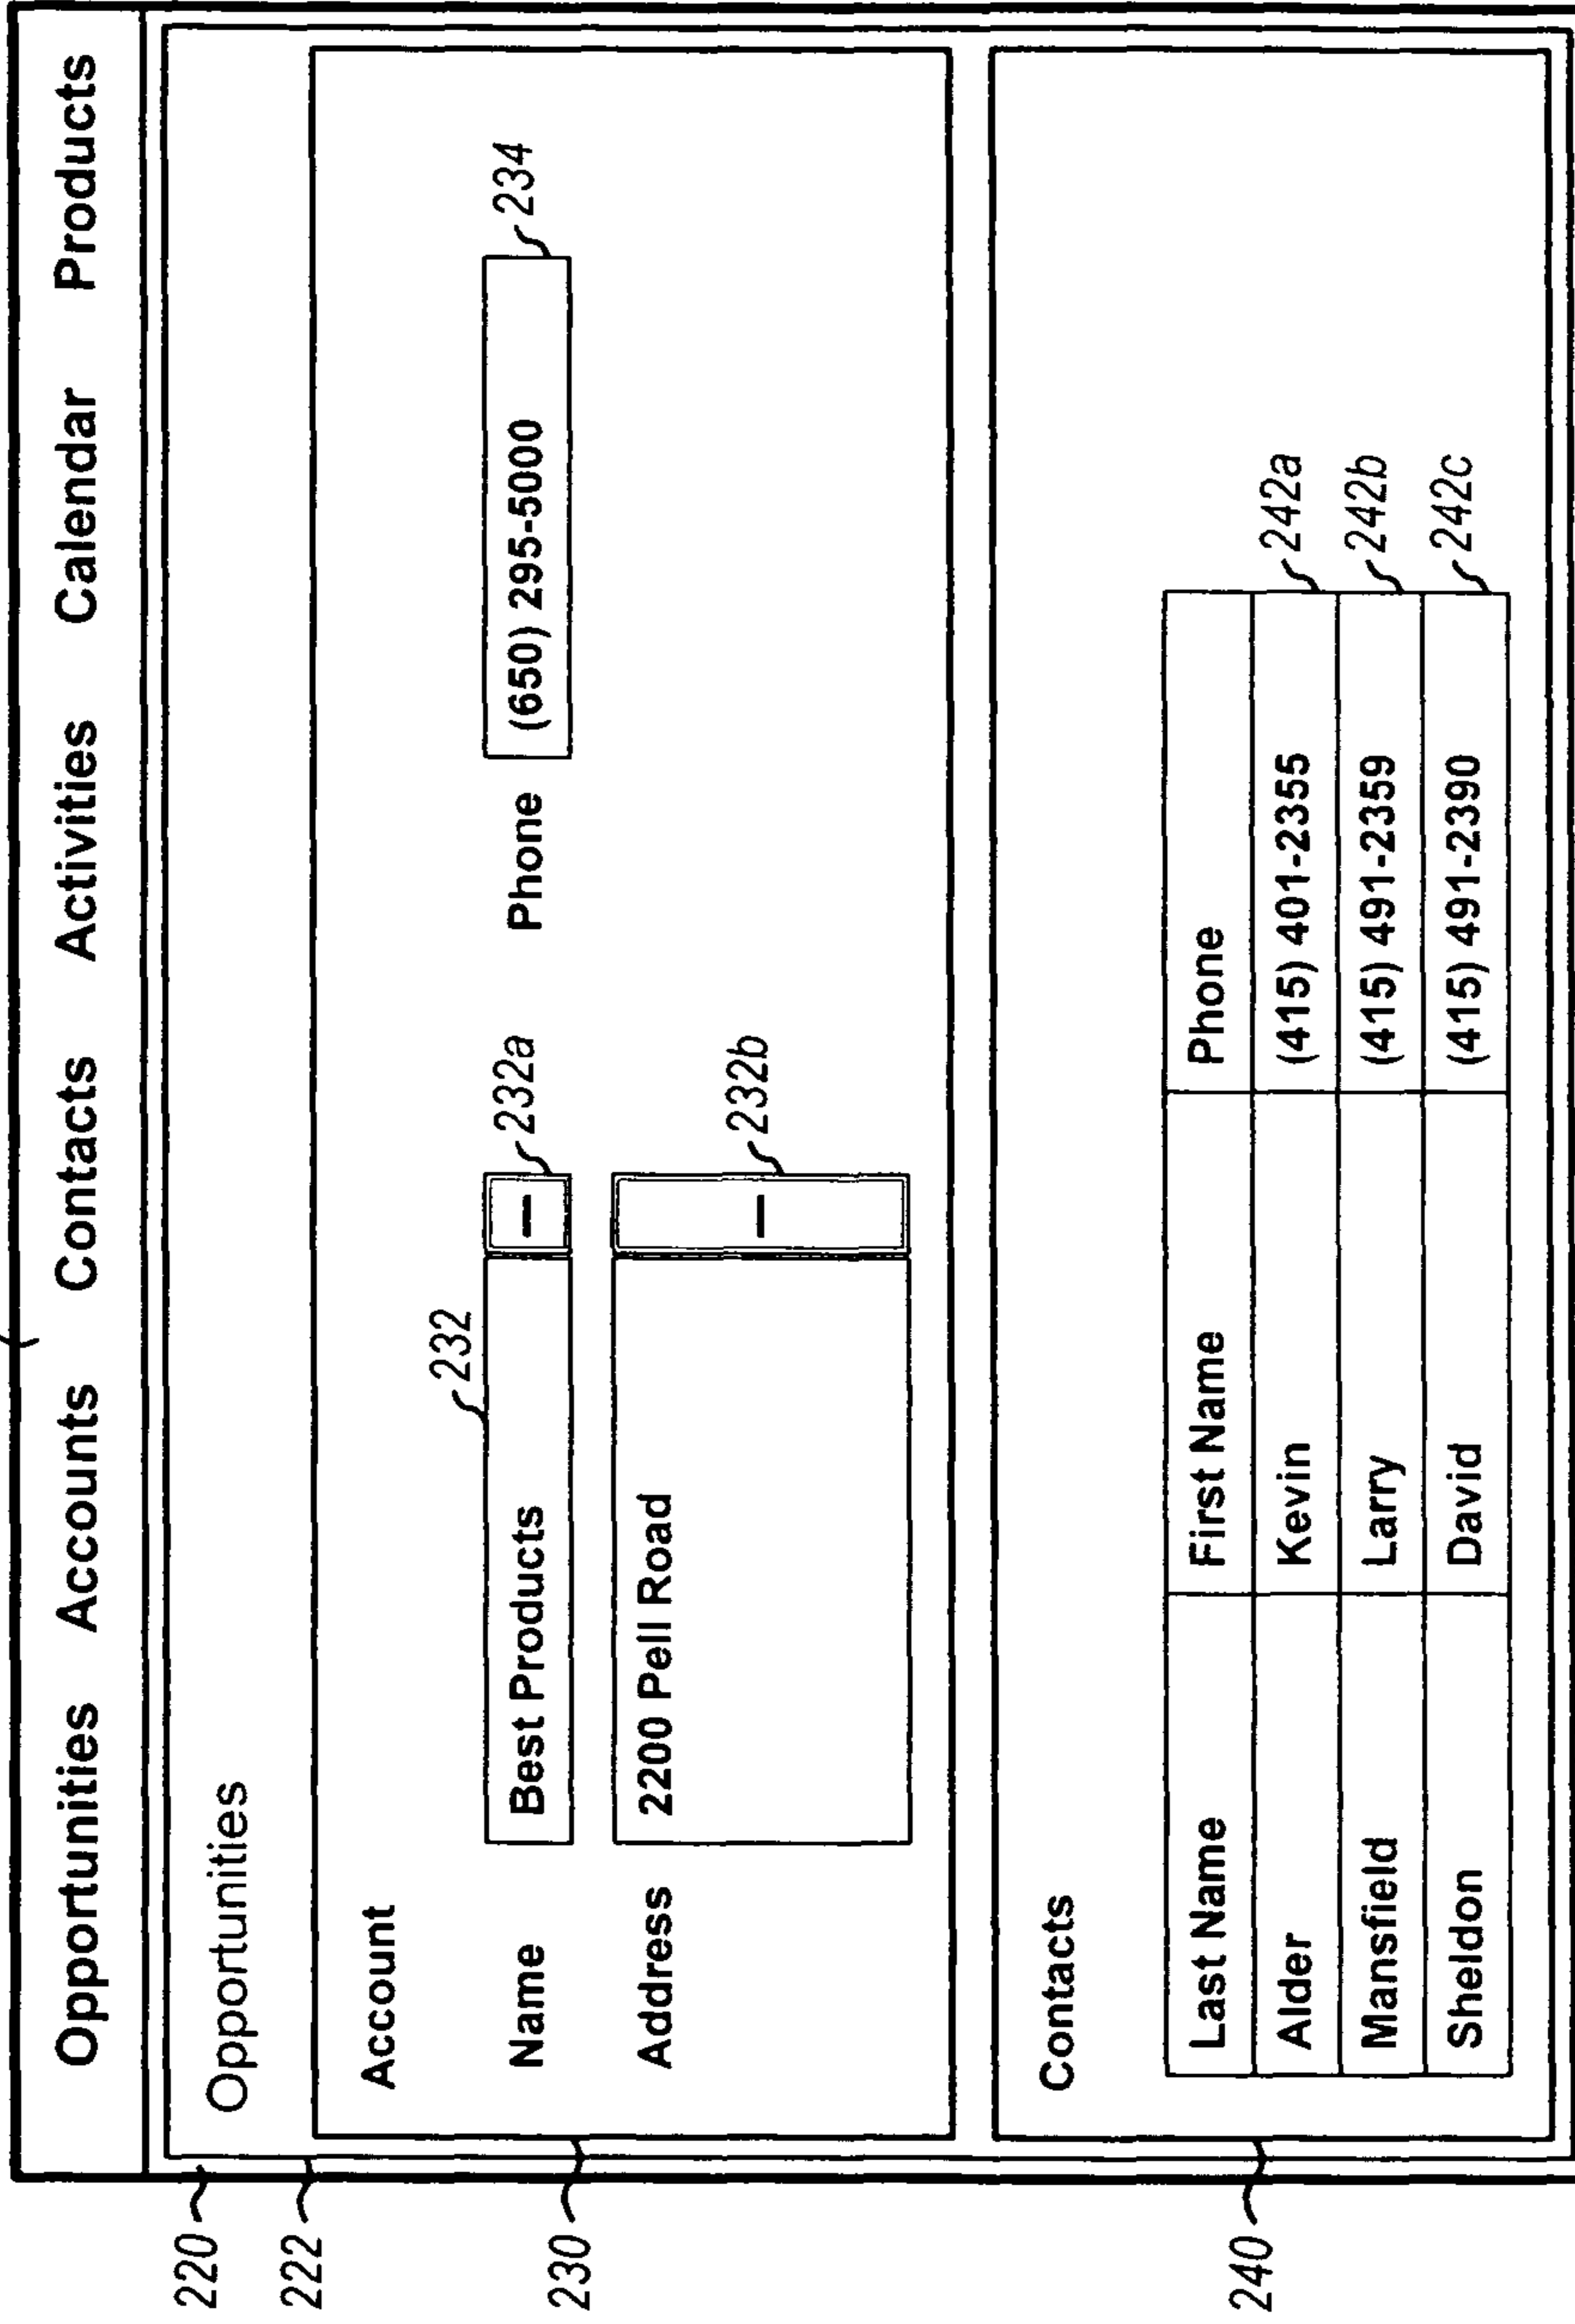 Opportunities Accounts Contacts Activities Calendar Products
220
Opportunities
222
Account
232
232a
234
Name Best Products – Phone (650) 295-5000
230
Address 2200 Pell Road –
232b
Contacts
240
Last Name First Name Phone
Alder Kevin (415) 401-2355 242a
Mansfield Larry (415) 491-2359 242b
Sheldon David (415) 491-2390 242c